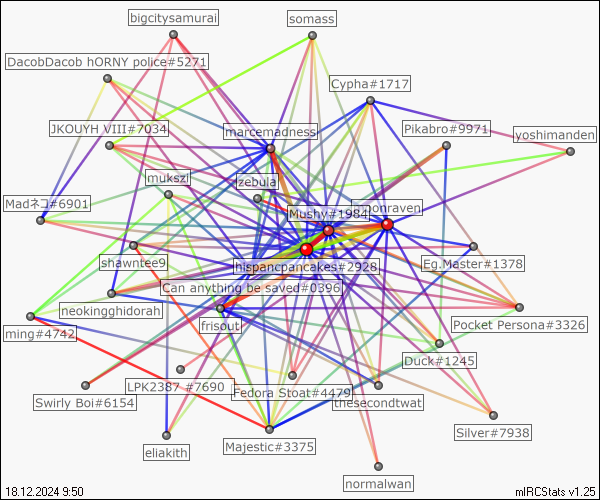 bigcitysamurai
somass
DacobDacob hORNY police#5271
Cypha#1717
JKOUYH VIII#7034
marcemadness
Pikabro#9971
yoshimanden
mukszi
zebula
Madネコ#6901
Mushy#1984
onraven
shawntee9
hispancpancakes#2928
Eg.Master#1378
Can anything be saved#0396
neokingghidorah
frisout
Pocket Persona#3326
ming#4742
Duck#1245
LPK2387 #7690
Fedora Stoat#4479
thesecondtwat
Swirly Boi#6154
Silver#7938
eliakith
Majestic#3375
normalwan
18.12.2024 9:50
mIRCStats v1.25